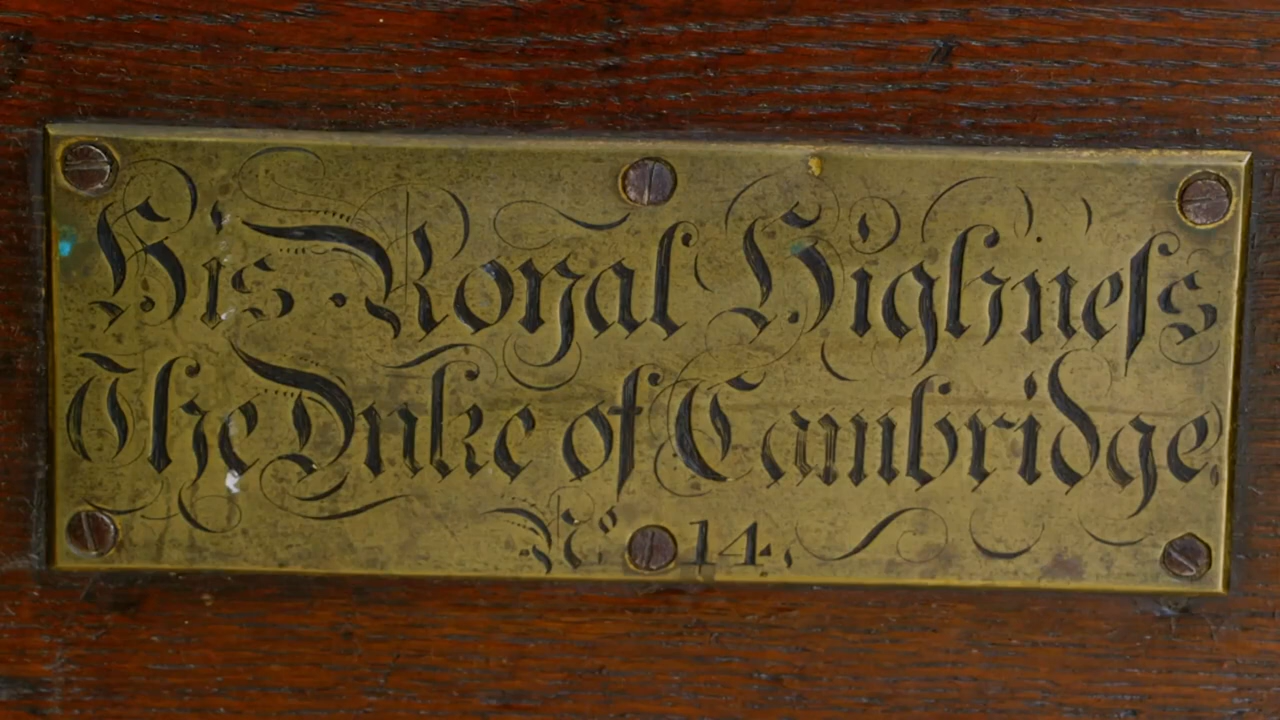 His Royal Highneſs
The Duke of Cambridge,
No 14.